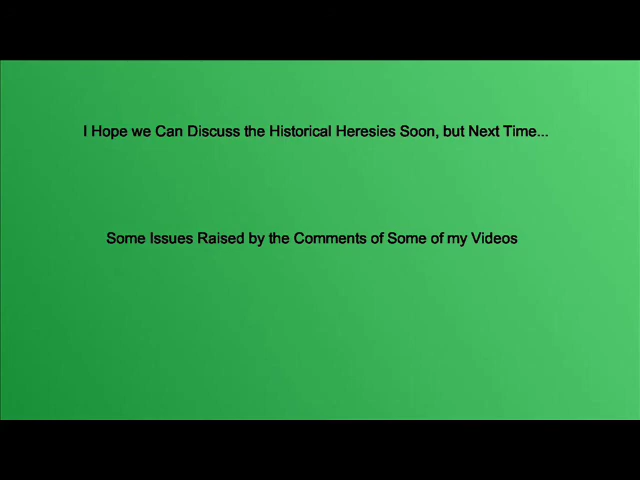 I Hope we Can Discuss the Historical Heresies Soon, but Next Time...
Some Issues Raised by the Comments of Some of my Videos